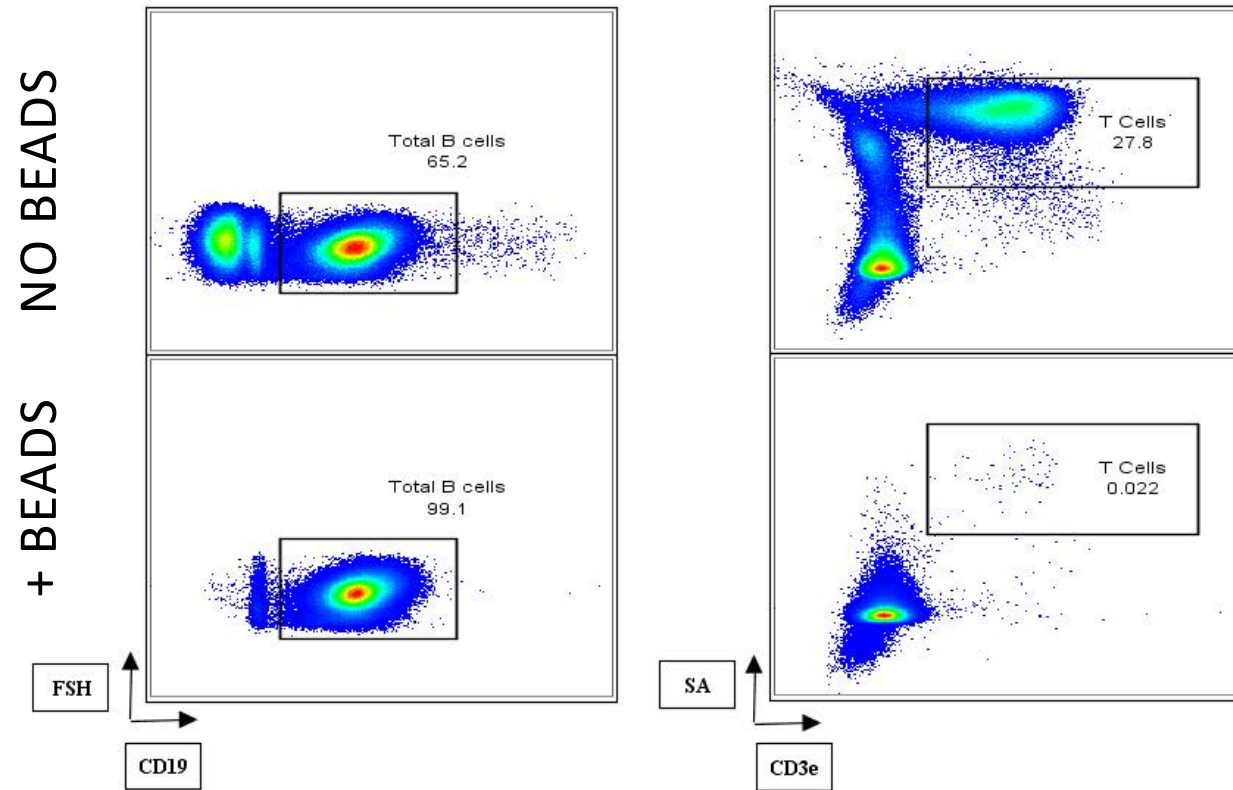 NO BEADS
Total B cells
65.2
T Cells
27.8
+ BEADS
Total B cells
99.1
T Cells
0.022
FSH
CD19
SA
CD3e